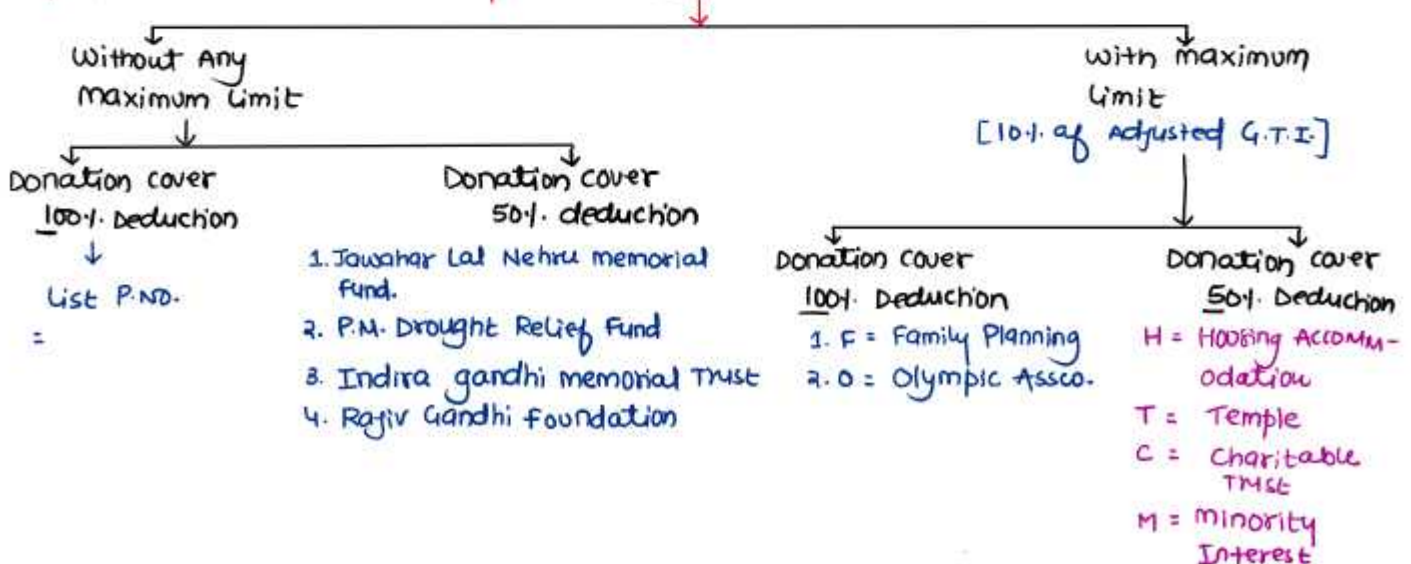 Without Any
maximum Limit
with maximum
Limit
[10%. of Adjusted G.T.I.]
Donation cover
100%. Deduction
List P.NO.
=
Donation cover
50%. deduction
1. Jawahar Lal Nehru memorial
fund.
2. P.M. Drought Relief Fund
3. Indira gandhi memorial Trust
4. Rajiv Gandhi foundation
Donation cover
100%. Deduction
1. F = Family Planning
2. O = Olympic Assco.
Donation cover
50%. Deduction
H = Housing Accomm-
odation
T = Temple
C = Charitable
Trust
M = minority
Interest